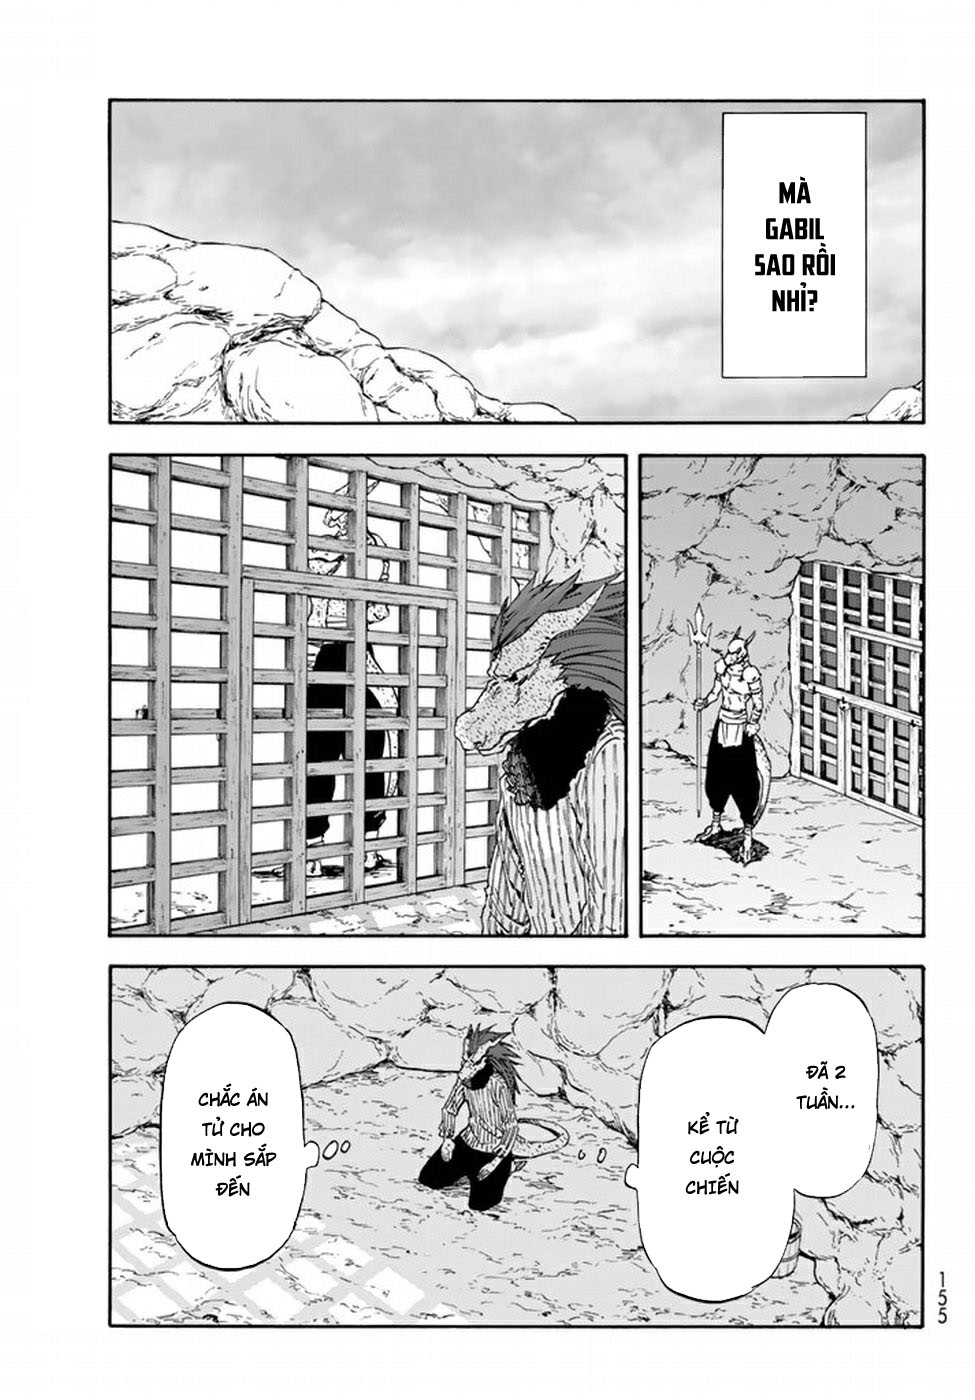 MÀ
GABIL
SAO RỒI
NHỈ?
ĐÃ 2
TUẦN...
KỂ TỪ
CUỘC
CHIẾN
CHẮC ÁN
TỬ CHO
MÌNH SẮP
ĐẾN
155